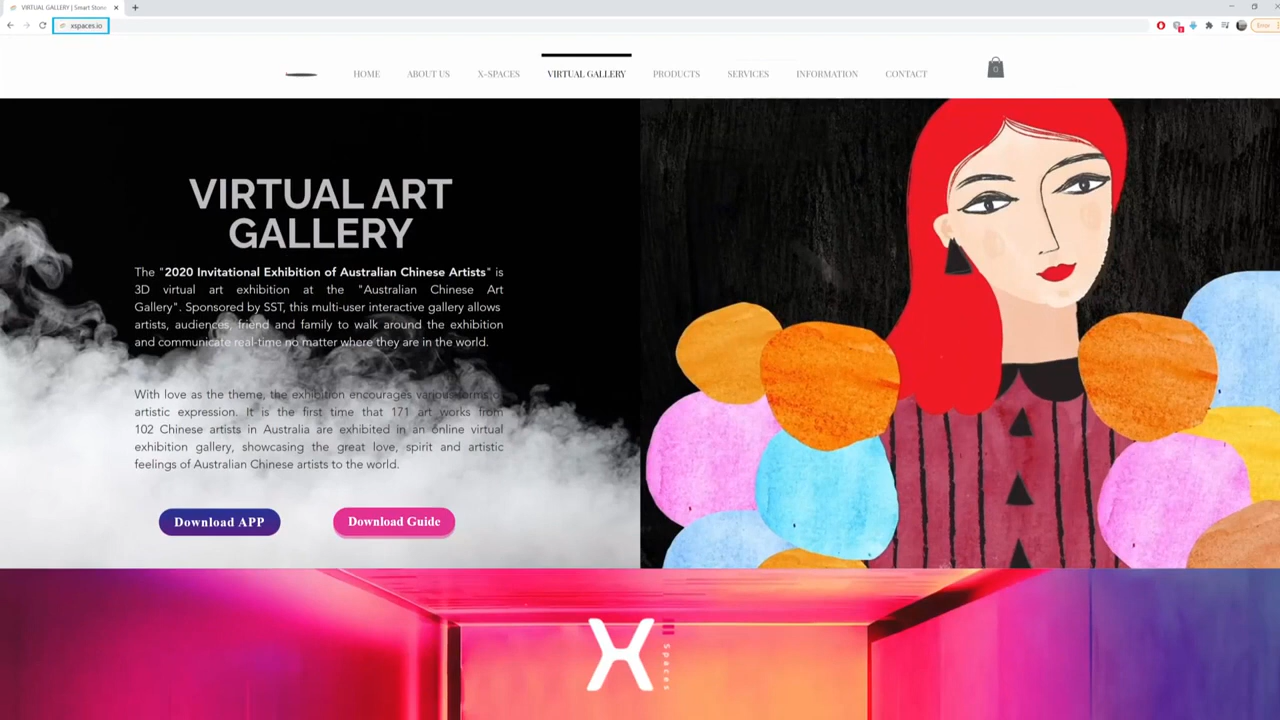 VIRTUAL GALLERY | Smart Stone
xspaces.io
Error
HOME
ABOUT US
X-SPACES
VIRTUAL GALLERY
PRODUCTS
SERVICES
INFORMATION
CONTACT
0
VIRTUAL ART
GALLERY
The "2020 Invitational Exhibition of Australian Chinese Artists" is
3D virtual art exhibition at the "Australian Chinese Art
Gallery". Sponsored by SST, this multi-user interactive gallery allows
artists, audiences, friend and family to walk around the exhibition
and communicate real-time no matter where they are in the world.
With love as the theme, the exhibition encourages various forms of
artistic expression. It is the first time that 171 art works from
102 Chinese artists in Australia are exhibited in an online virtual
exhibition gallery, showcasing the great love, spirit and artistic
feelings of Australian Chinese artists to the world.
Download APP
Download Guide
X
Spaces